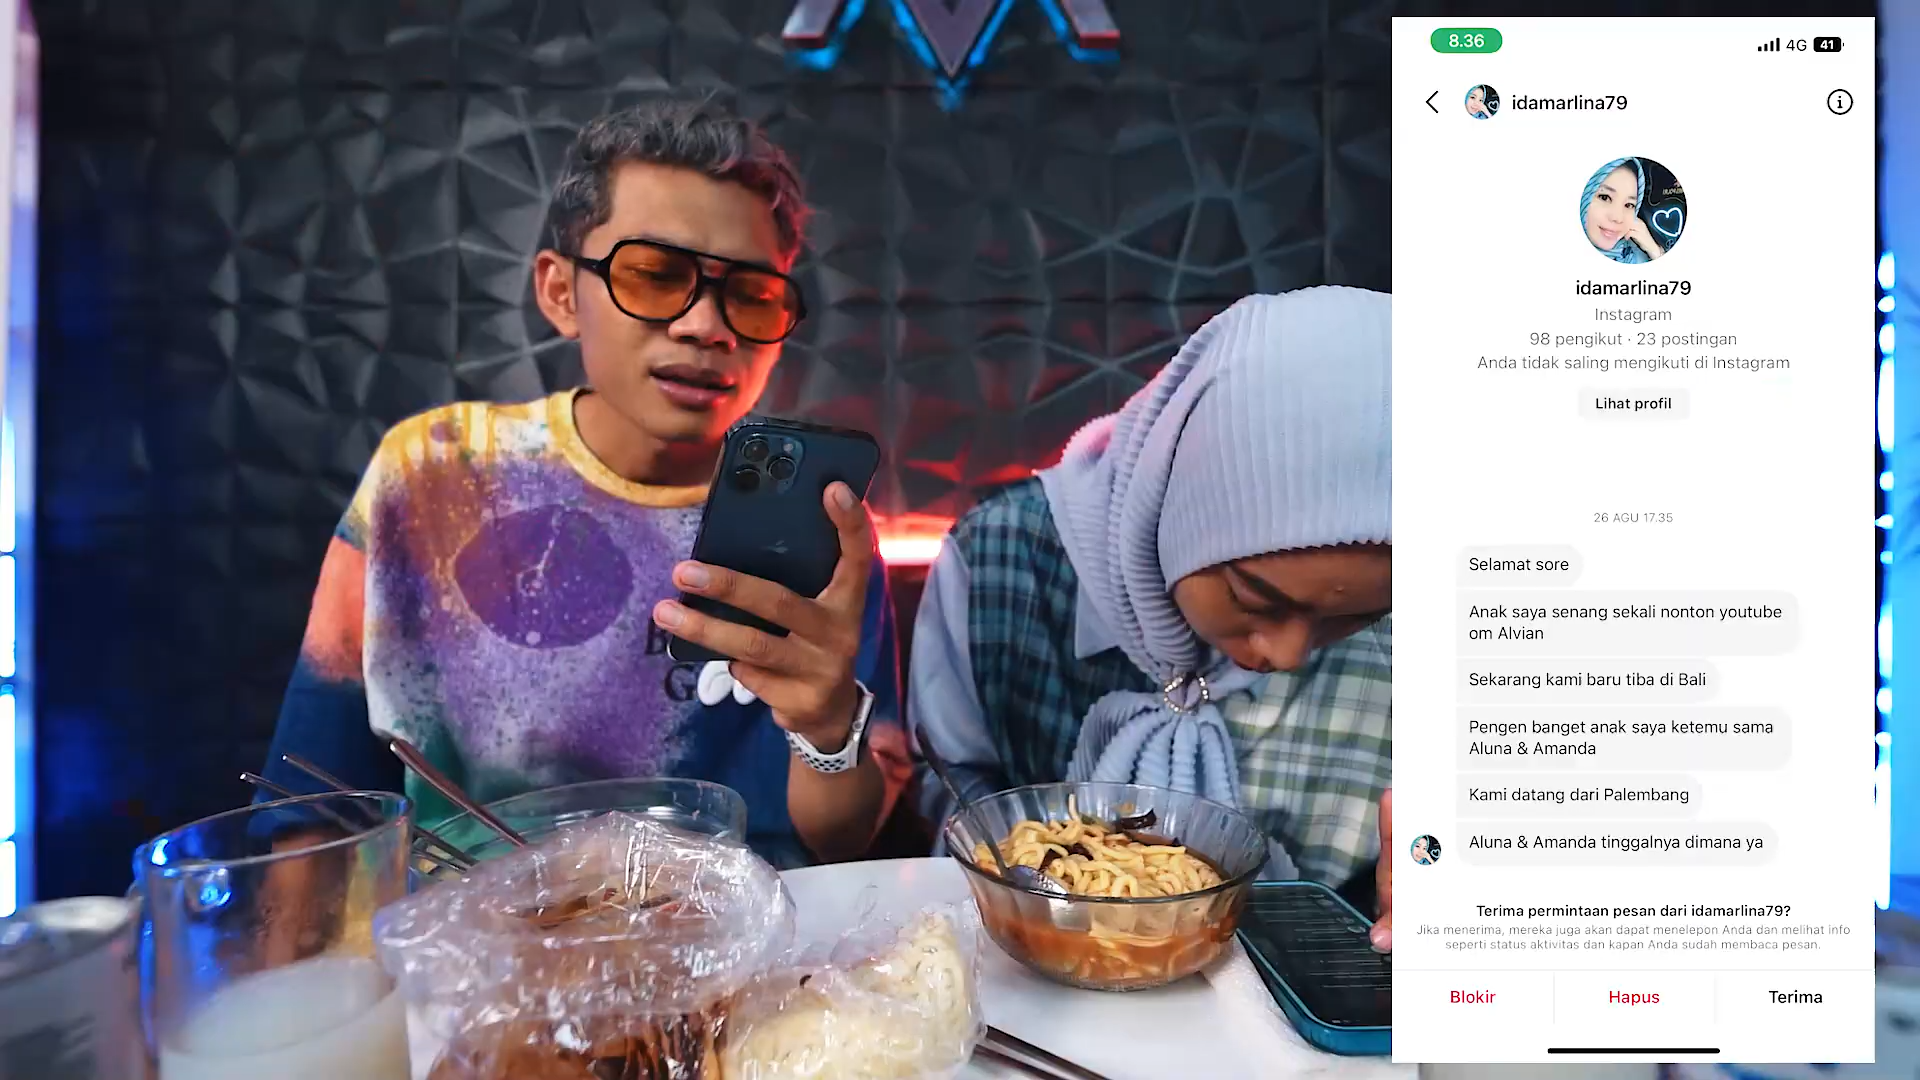 8.36
4G 41
idamarlina79
idamarlina79
Instagram
98 pengikut · 23 postingan
Anda tidak saling mengikuti di Instagram
Lihat profil
26 AGU 17.35
Selamat sore
Anak saya senang sekali nonton youtube
om Alvian
Sekarang kami baru tiba di Bali
Pengen banget anak saya ketemu sama
Aluna & Amanda
Kami datang dari Palembang
Aluna & Amanda tinggalnya dimana ya
Terima permintaan pesan dari idamarlina79?
Jika menerima, mereka juga akan dapat menelepon Anda dan melihat info
seperti status aktivitas dan kapan Anda sudah membaca pesan.
Blokir
Hapus
Terima